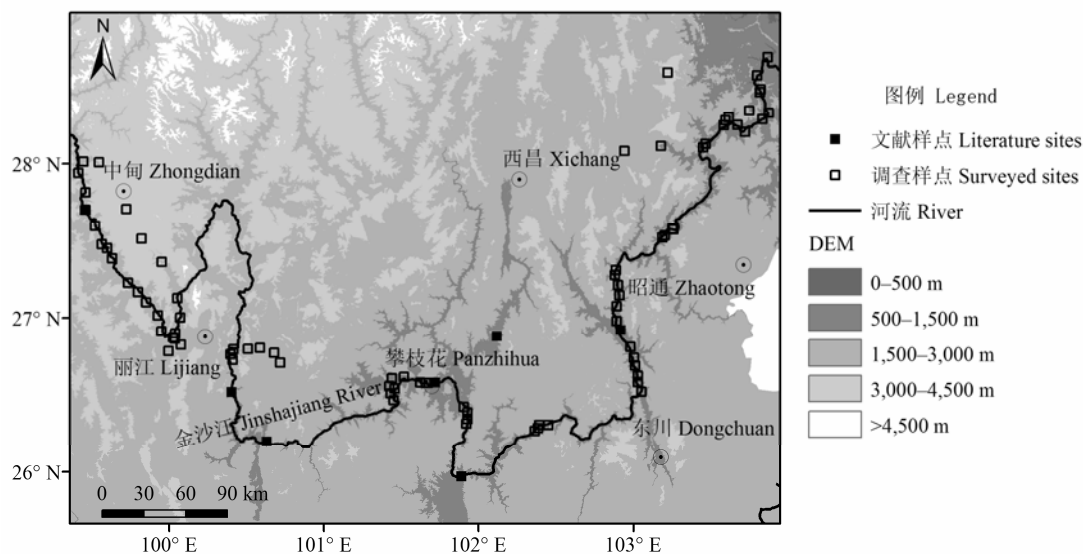 N
28° N
27° N
26° N
中甸 Zhongdian
西昌 Xichang
昭通 Zhaotong
丽江 Lijiang
攀枝花 Panzhihua
金沙江 Jinshajiang River
东川 Dongchuan
0 30 60 90 km
100° E 101° E 102° E 103° E
图例 Legend
文献样点 Literature sites
调查样点 Surveyed sites
河流 River
DEM
0–500 m
500–1,500 m
1,500–3,000 m
3,000–4,500 m
>4,500 m